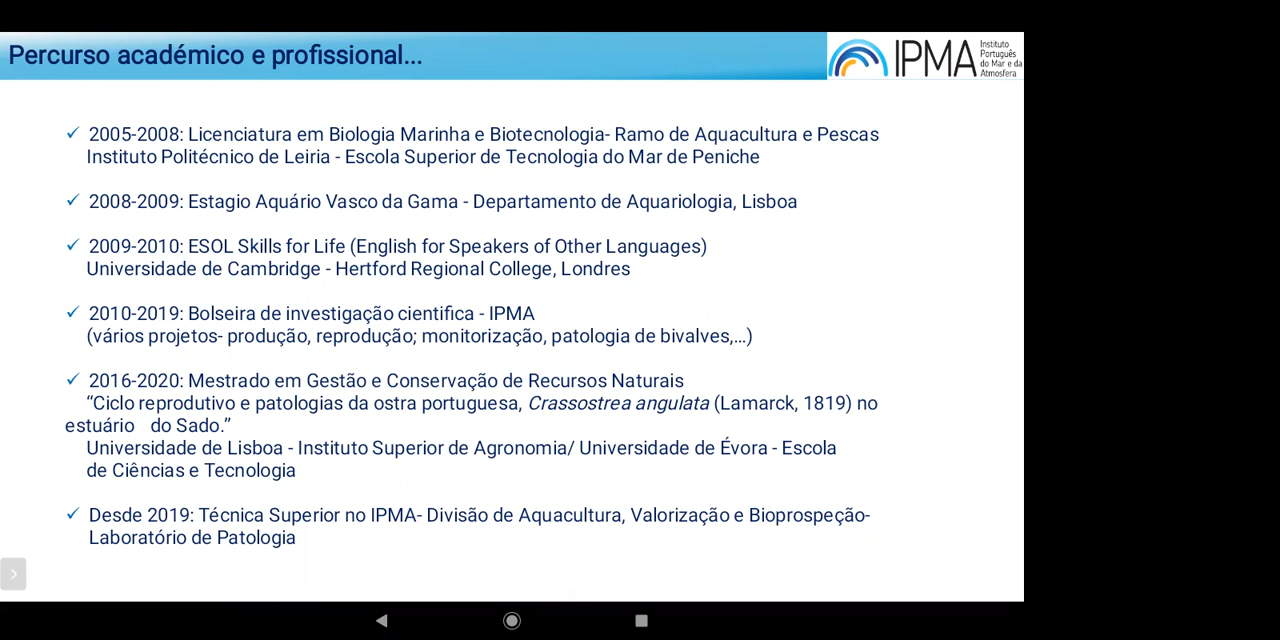 Percurso académico e profissional...
IPMA
Instituto
Português
do Mar e da
Atmosfera
✓ 2005-2008: Licenciatura em Biologia Marinha e Biotecnologia- Ramo de Aquacultura e Pescas
Instituto Politécnico de Leiria - Escola Superior de Tecnologia do Mar de Peniche
✓ 2008-2009: Estagio Aquário Vasco da Gama - Departamento de Aquariologia, Lisboa
✓ 2009-2010: ESOL Skills for Life (English for Speakers of Other Languages)
Universidade de Cambridge - Hertford Regional College, Londres
✓ 2010-2019: Bolseira de investigação cientifica - IPMA
(vários projetos- produção, reprodução; monitorização, patologia de bivalves,...)
✓ 2016-2020: Mestrado em Gestão e Conservação de Recursos Naturais
“Ciclo reprodutivo e patologias da ostra portuguesa, Crassostrea angulata (Lamarck, 1819) no
estuário do Sado.”
Universidade de Lisboa - Instituto Superior de Agronomia/ Universidade de Évora - Escola
de Ciências e Tecnologia
✓ Desde 2019: Técnica Superior no IPMA- Divisão de Aquacultura, Valorização e Bioprospeção-
Laboratório de Patologia